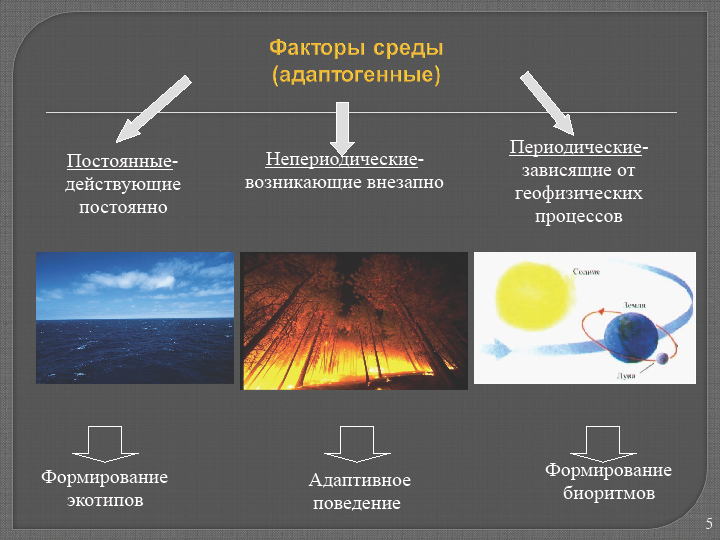 Факторы среды
(адаптогенные)
Постоянные-
действующие
постоянно
Непериодические-
возникающие внезапно
Периодические-
зависящие от
геофизических
процессов
Солнце
Земля
Луна
Формирование
экотипов
Адаптивное
поведение
Формирование
биоритмов
5